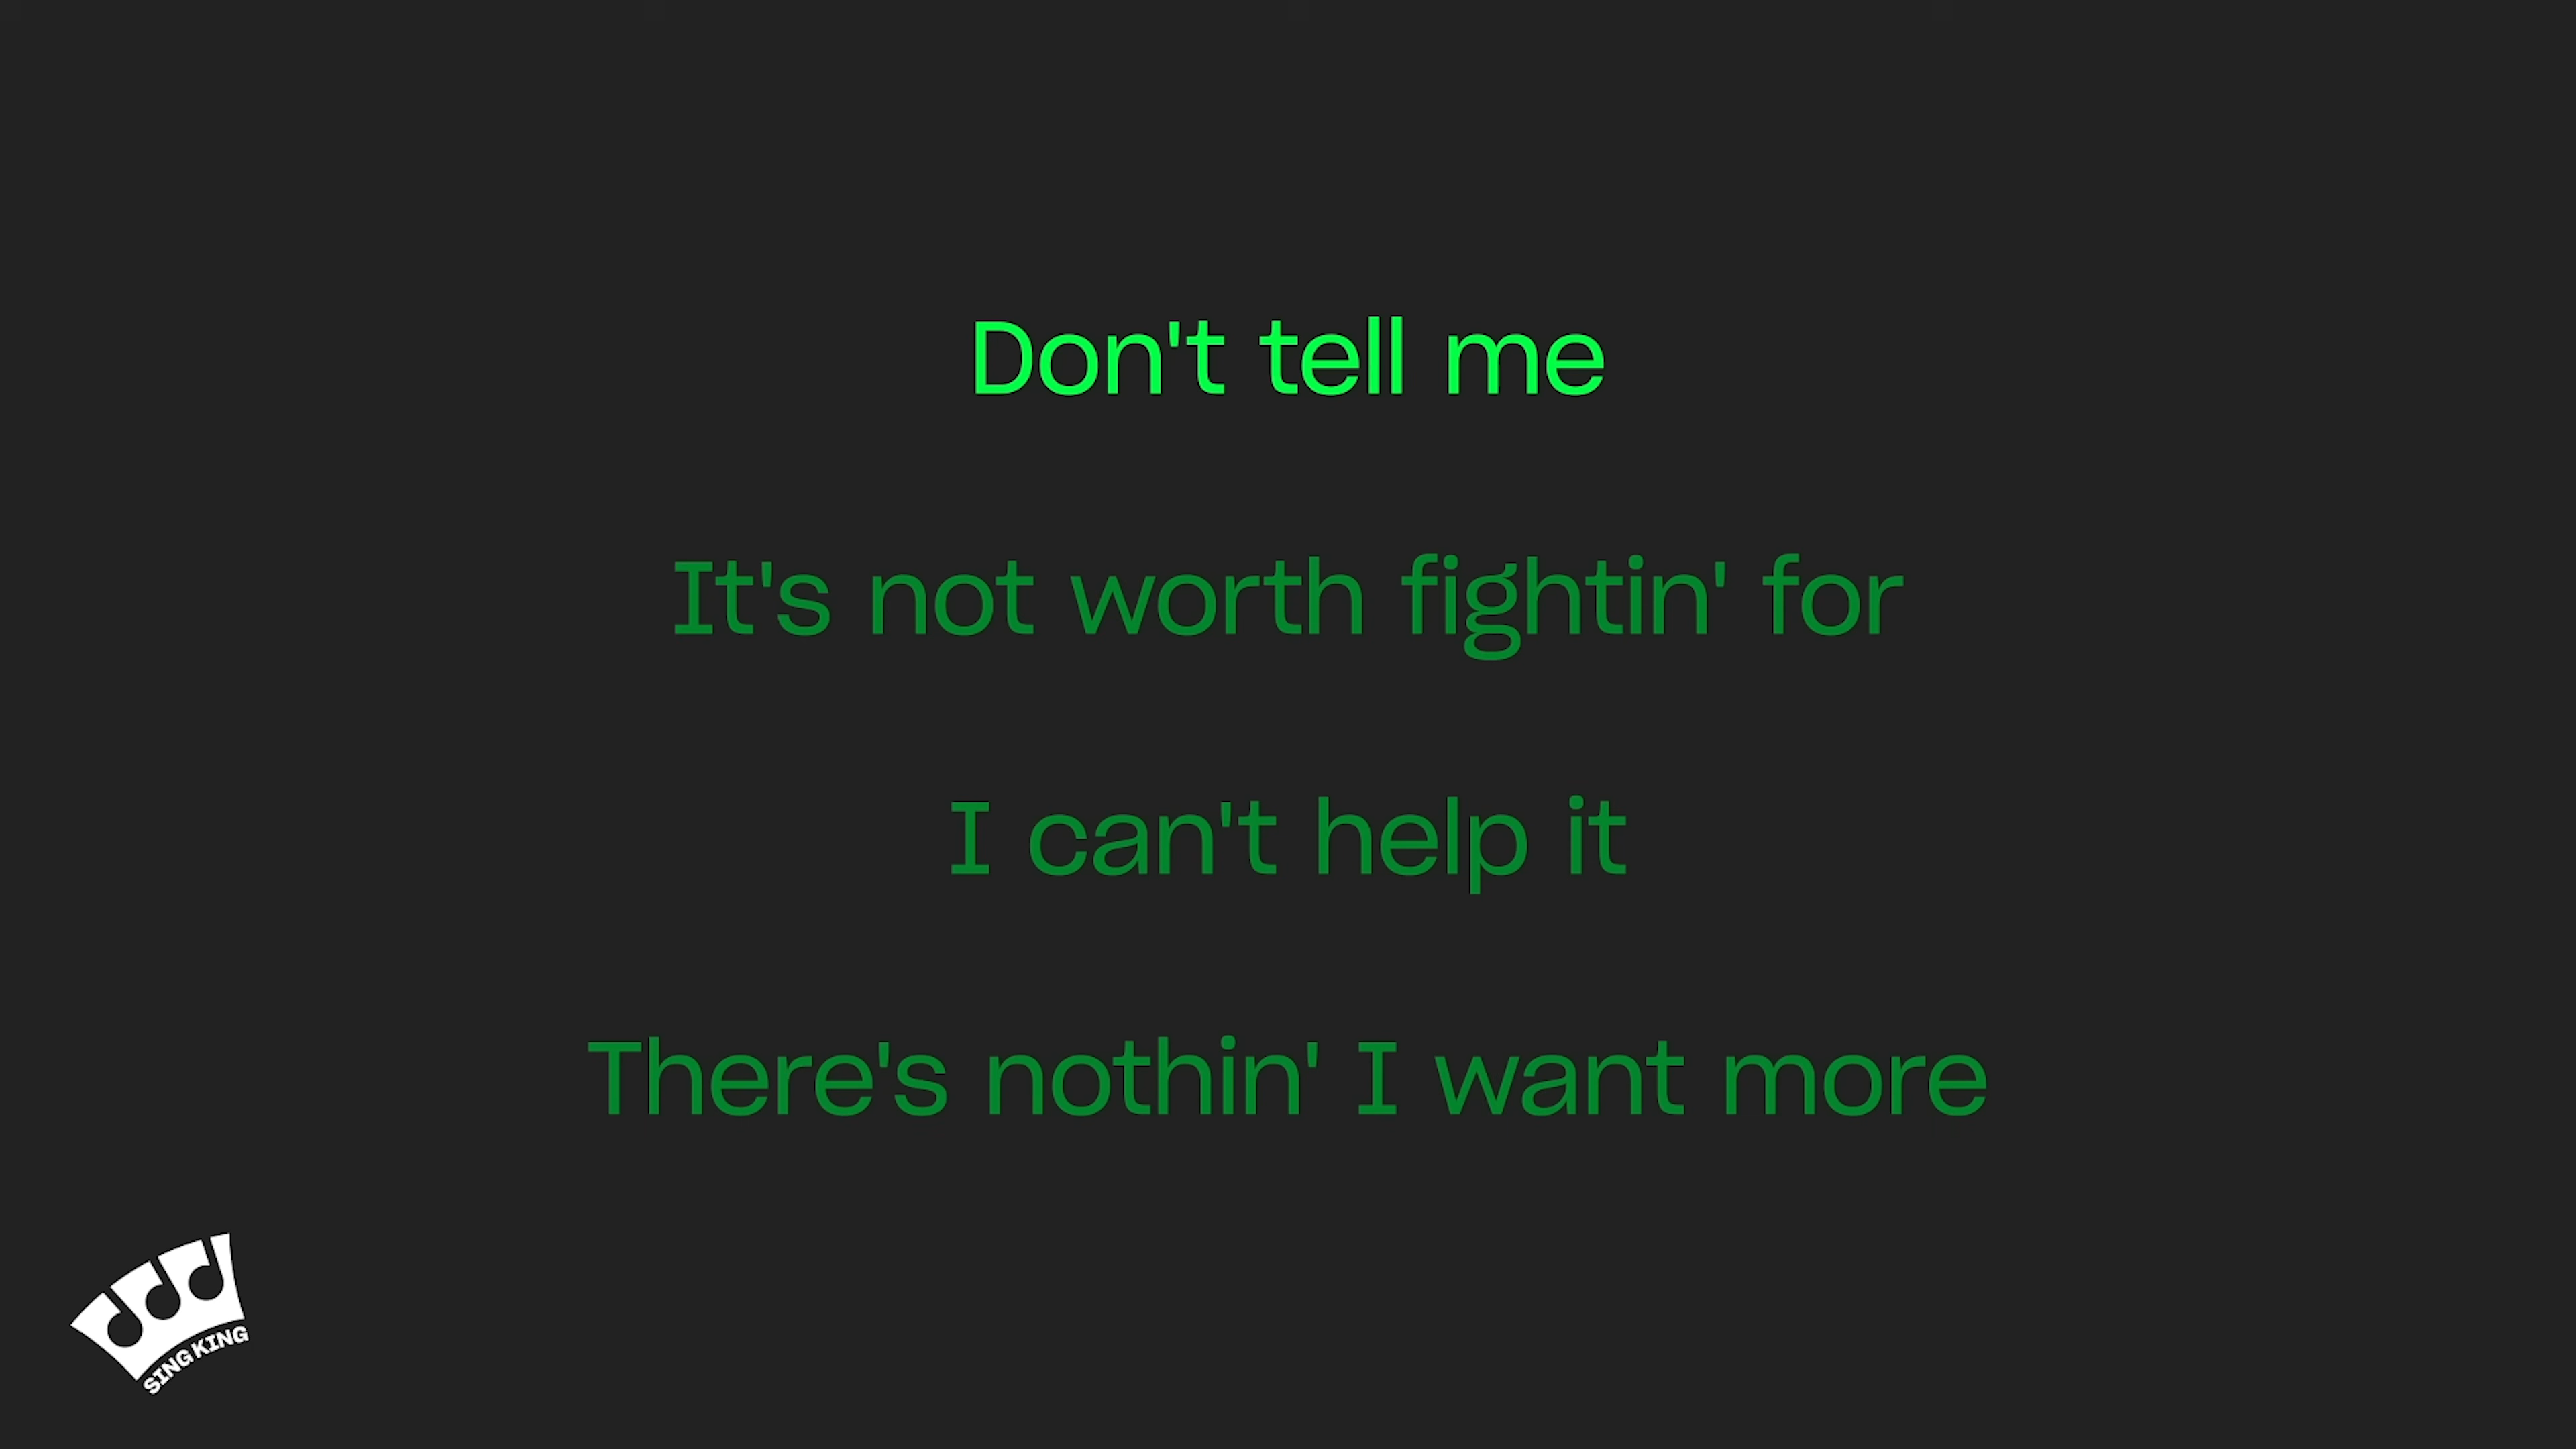 Don't tell me
It's not worth fightin' for
I can't help it
There's nothin' I want more
SING KING